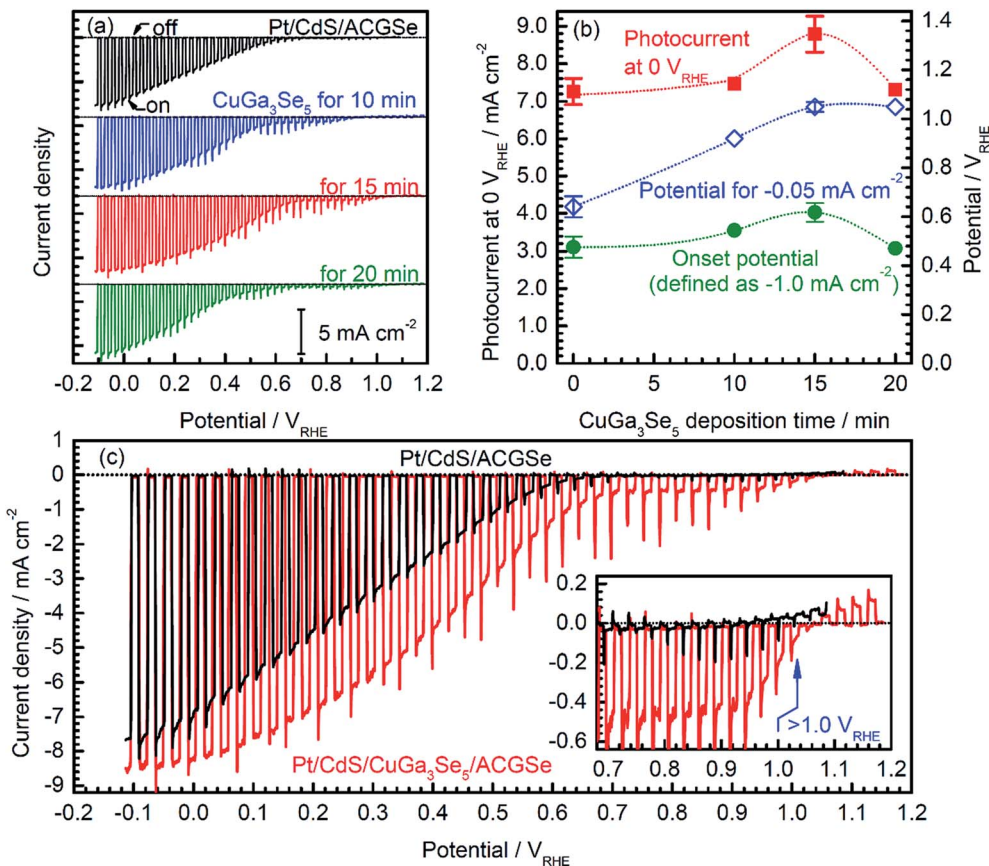 (a)
off
Pt/CdS/ACGSe
on
CuGa3Se5 for 10 min
for 15 min
for 20 min
5 mA cm-2
Current density
-0.2 0.0 0.2 0.4 0.6 0.8 1.0 1.2
Potential / VRHE
(b)
Photocurrent
at 0 VRHE
Potential for -0.05 mA cm-2
Onset potential
(defined as -1.0 mA cm-2)
Photocurrent at 0 VRHE / mA cm-2
9.0
8.0
7.0
6.0
5.0
4.0
3.0
2.0
1.0
0.0
1.4
1.2
1.0
0.8
0.6
0.4
0.2
0.0
Potential / VRHE
0 5 10 15 20
CuGa3Se5 deposition time / min
(c)
Pt/CdS/ACGSe
Pt/CdS/CuGa3Se5/ACGSe
Current density / mA cm-2
1
0
-1
-2
-3
-4
-5
-6
-7
-8
-9
-0.2 -0.1 0.0 0.1 0.2 0.3 0.4 0.5 0.6 0.7 0.8 0.9 1.0 1.1 1.2
Potential / VRHE
0.2
0.0
-0.2
-0.4
-0.6
>1.0 VRHE
0.7 0.8 0.9 1.0 1.1 1.2